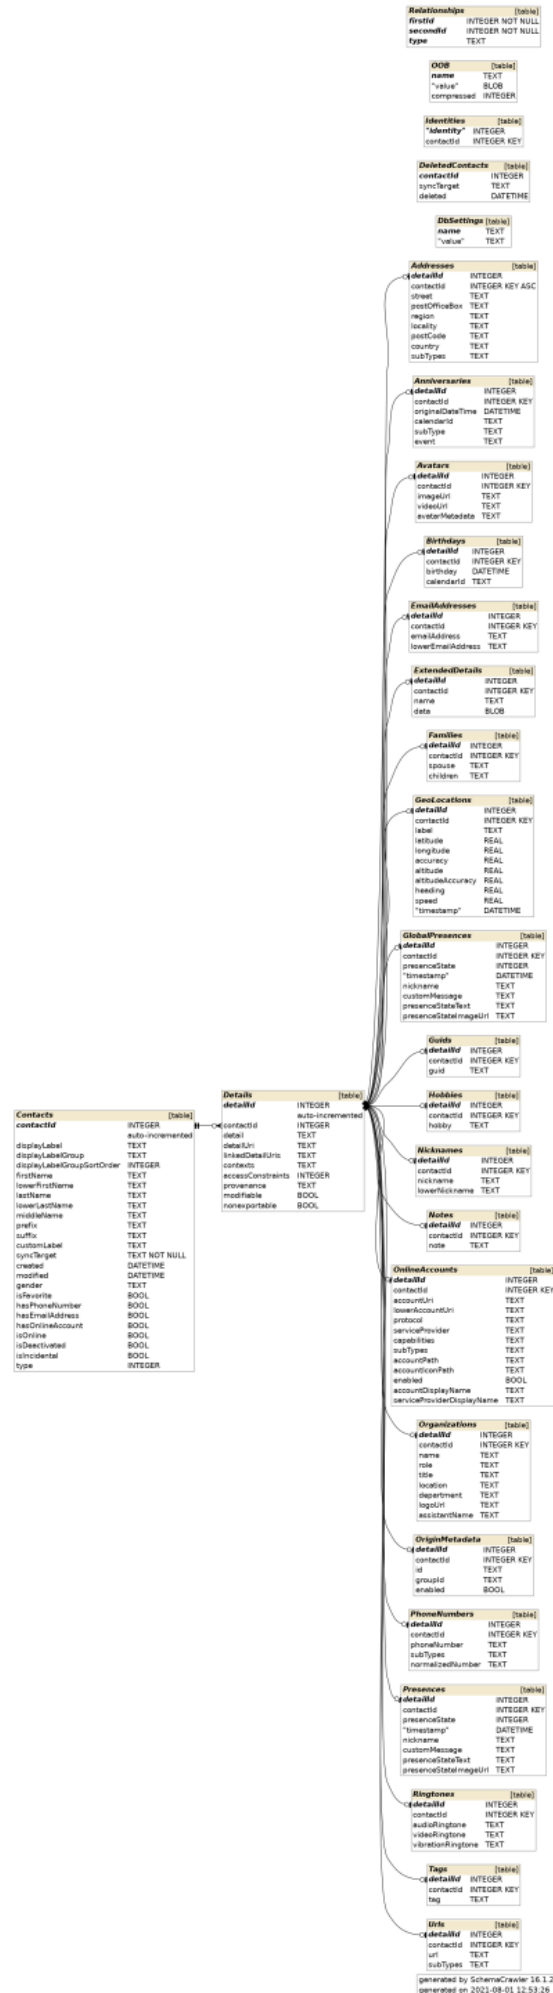 Relationships [table]
firstId INTEGER NOT NULL
secondId INTEGER NOT NULL
type TEXT
OOB [table]
name TEXT
"value" BLOB
compressed INTEGER
Identities [table]
"identity" INTEGER
contactId INTEGER KEY
DeletedContacts [table]
contactId INTEGER
syncTarget TEXT
deleted DATETIME
DbSettings [table]
name TEXT
"value" TEXT
Addresses [table]
detailId INTEGER
contactId INTEGER KEY ASC
street TEXT
postOfficeBox TEXT
region TEXT
locality TEXT
postCode TEXT
country TEXT
subTypes TEXT
Anniversaries [table]
detailId INTEGER
contactId INTEGER KEY
originalDateTime DATETIME
calendarId TEXT
subType TEXT
event TEXT
Avatars [table]
detailId INTEGER
contactId INTEGER KEY
imageUrl TEXT
videoUrl TEXT
avatarMetadata TEXT
Birthdays [table]
detailId INTEGER
contactId INTEGER KEY
birthday DATETIME
calendarId TEXT
EmailAddresses [table]
detailId INTEGER
contactId INTEGER KEY
emailAddress TEXT
lowerEmailAddress TEXT
ExtendedDetails [table]
detailId INTEGER
contactId INTEGER KEY
name TEXT
data BLOB
Families [table]
detailId INTEGER
contactId INTEGER KEY
spouse TEXT
children TEXT
GeoLocations [table]
detailId INTEGER
contactId INTEGER KEY
label TEXT
latitude REAL
longitude REAL
accuracy REAL
altitude REAL
altitudeAccuracy REAL
heading REAL
speed REAL
"timestamp" DATETIME
GlobalPresences [table]
detailId INTEGER
contactId INTEGER KEY
presenceState INTEGER
"timestamp" DATETIME
nickname TEXT
customMessage TEXT
presenceStateText TEXT
presenceStateImageUrl TEXT
Guids [table]
detailId INTEGER
contactId INTEGER KEY
guid TEXT
Hobbies [table]
detailId INTEGER
contactId INTEGER KEY
hobby TEXT
Nicknames [table]
detailId INTEGER
contactId INTEGER KEY
nickname TEXT
lowerNickname TEXT
Notes [table]
detailId INTEGER
contactId INTEGER KEY
note TEXT
OnlineAccounts [table]
detailId INTEGER
contactId INTEGER KEY
accountUri TEXT
lowerAccountUri TEXT
protocol TEXT
serviceProvider TEXT
capabilities TEXT
subTypes TEXT
accountPath TEXT
accountIconPath TEXT
enabled BOOL
accountDisplayName TEXT
serviceProviderDisplayName TEXT
Organizations [table]
detailId INTEGER
contactId INTEGER KEY
name TEXT
role TEXT
title TEXT
location TEXT
department TEXT
logoUrl TEXT
assistantName TEXT
OriginMetadata [table]
detailId INTEGER
contactId INTEGER KEY
id TEXT
groupId TEXT
enabled BOOL
PhoneNumbers [table]
detailId INTEGER
contactId INTEGER KEY
phoneNumber TEXT
subTypes TEXT
normalizedNumber TEXT
Presences [table]
detailId INTEGER
contactId INTEGER KEY
presenceState INTEGER
"timestamp" DATETIME
nickname TEXT
customMessage TEXT
presenceStateText TEXT
presenceStateImageUrl TEXT
Ringtones [table]
detailId INTEGER
contactId INTEGER KEY
audioRingtone TEXT
videoRingtone TEXT
vibrationRingtone TEXT
Tags [table]
detailId INTEGER
contactId INTEGER KEY
tag TEXT
Urls [table]
detailId INTEGER
contactId INTEGER KEY
url TEXT
subTypes TEXT
Details [table]
detailId INTEGER
auto-incremented
contactId INTEGER
detail TEXT
detailUri TEXT
linkedDetailUris TEXT
contexts TEXT
accessConstraints INTEGER
provenance TEXT
modifiable BOOL
nonexportable BOOL
Contacts [table]
contactId INTEGER
auto-incremented
displayLabel TEXT
displayLabelGroup TEXT
displayLabelGroupSortOrder INTEGER
firstName TEXT
lowerFirstName TEXT
lastName TEXT
lowerLastName TEXT
middleName TEXT
prefix TEXT
suffix TEXT
customLabel TEXT
syncTarget TEXT NOT NULL
created DATETIME
modified DATETIME
gender TEXT
isFavorite BOOL
hasPhoneNumber BOOL
hasEmailAddress BOOL
hasOnlineAccount BOOL
isOnline BOOL
isDeactivated BOOL
isIncidental BOOL
type INTEGER
generated by SchemaCrawler 16.1.2
generated on 2021-08-01 12:53:26